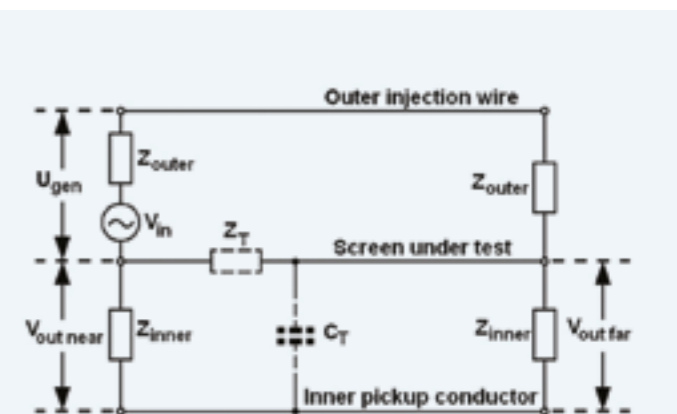 Outer injection wire
Zouter
Ugen
Zouter
Vin
ZT
Screen under test
Vout near
Zinner
CT
Zinner
Vout far
Inner pickup conductor